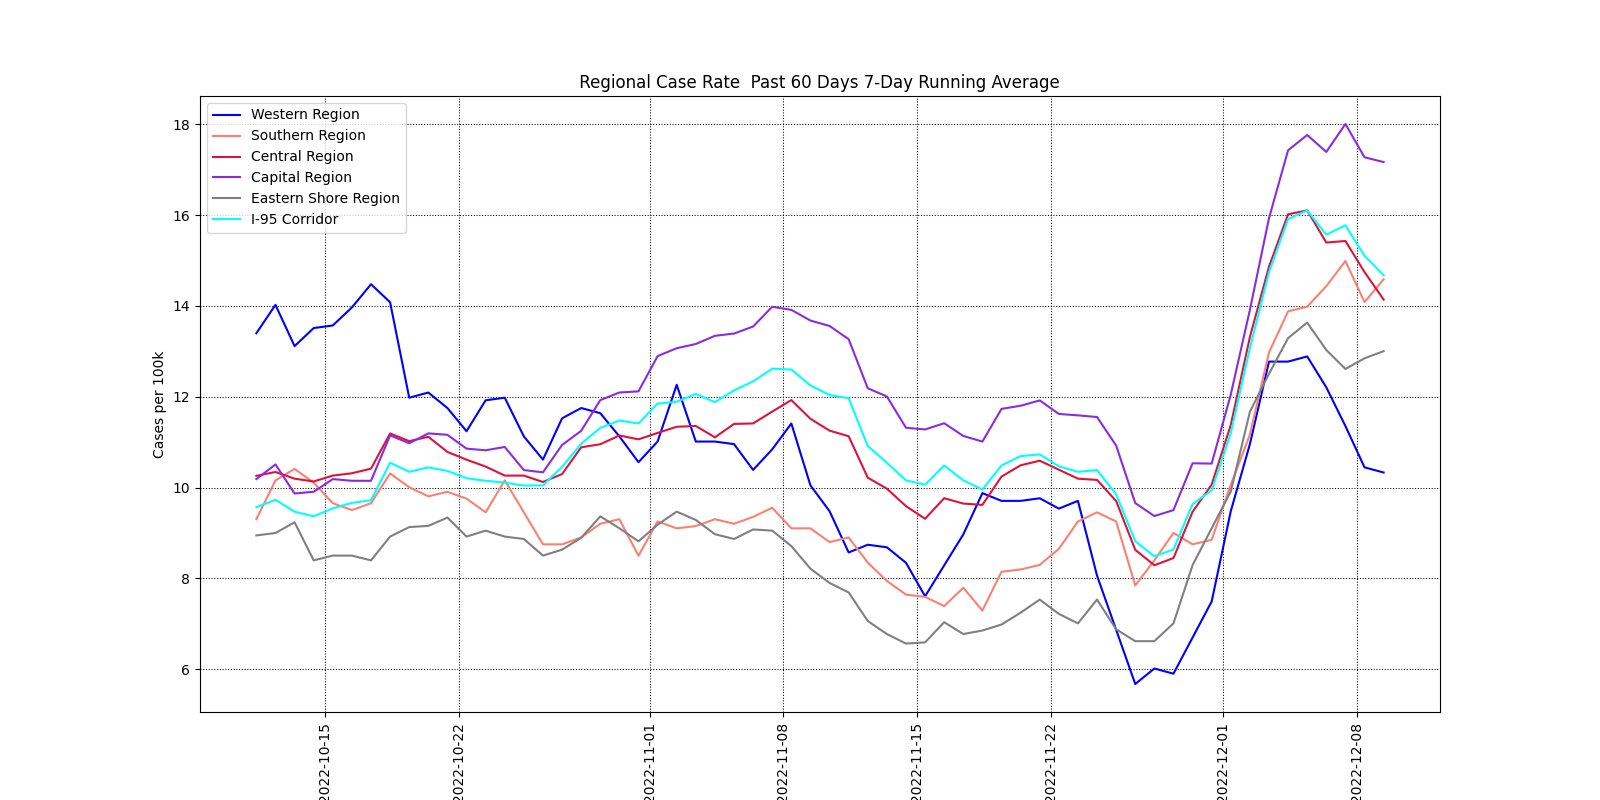 Regional Case Rate  Past 60 Days 7-Day Running Average
Western Region
Southern Region
Central Region
Capital Region
Eastern Shore Region
I-95 Corridor
Cases per 100k
18
16
14
12
10
8
6
2022-10-15
2022-10-22
2022-11-01
2022-11-08
2022-11-15
2022-11-22
2022-12-01
2022-12-08